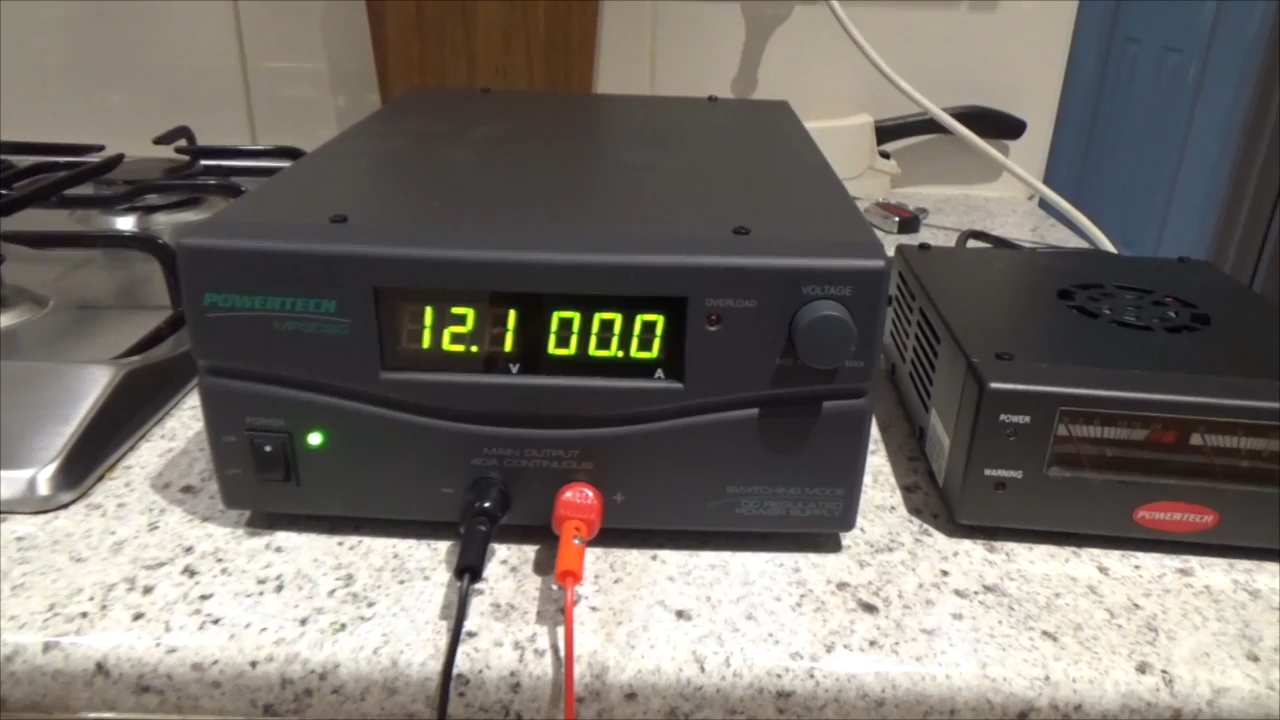 POWERTECH
12.1 00.0
V
A
OVERLOAD
VOLTAGE
MAX
POWER
MAIN OUTPUT
40A CONTINUOUS
- +
SWITCHING MODE
DC REGULATED
POWER SUPPLY
POWER
WARNING
POWERTECH